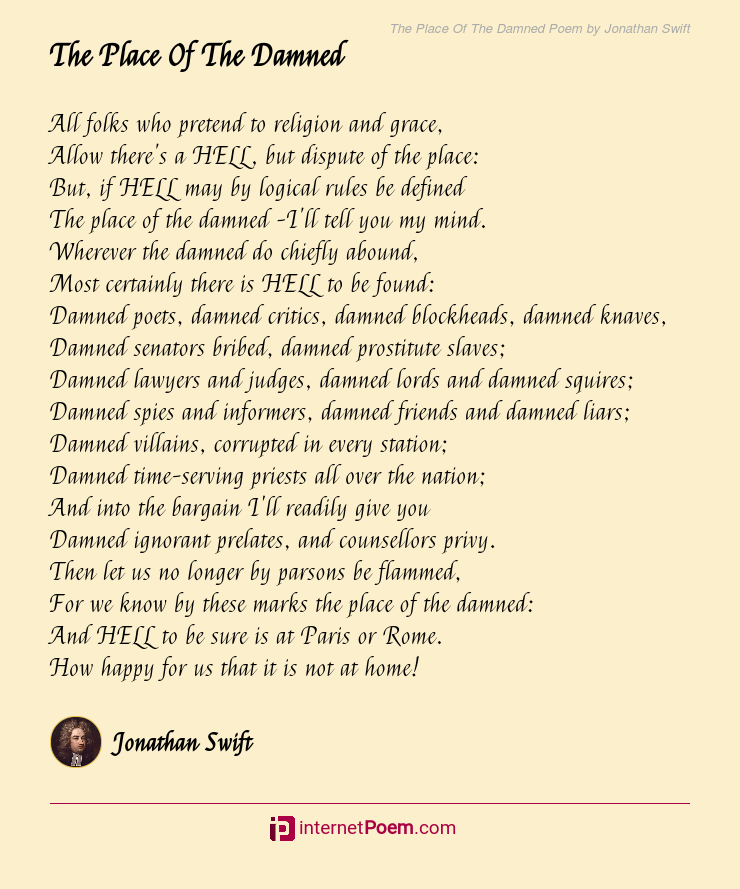 The Place Of The Damned Poem by Jonathan Swift
The Place Of The Damned
All folks who pretend to religion and grace,
Allow there's a HELL, but dispute of the place:
But, if HELL may by logical rules be defined
The place of the damned -I'll tell you my mind.
Wherever the damned do chiefly abound,
Most certainly there is HELL to be found:
Damned poets, damned critics, damned blockheads, damned knaves,
Damned senators bribed, damned prostitute slaves;
Damned lawyers and judges, damned lords and damned squires;
Damned spies and informers, damned friends and damned liars;
Damned villains, corrupted in every station;
Damned time-serving priests all over the nation;
And into the bargain I'll readily give you
Damned ignorant prelates, and counsellors privy.
Then let us no longer by parsons be flammed,
For we know by these marks the place of the damned:
And HELL to be sure is at Paris or Rome.
How happy for us that it is not at home!
Jonathan Swift
internetPoem.com